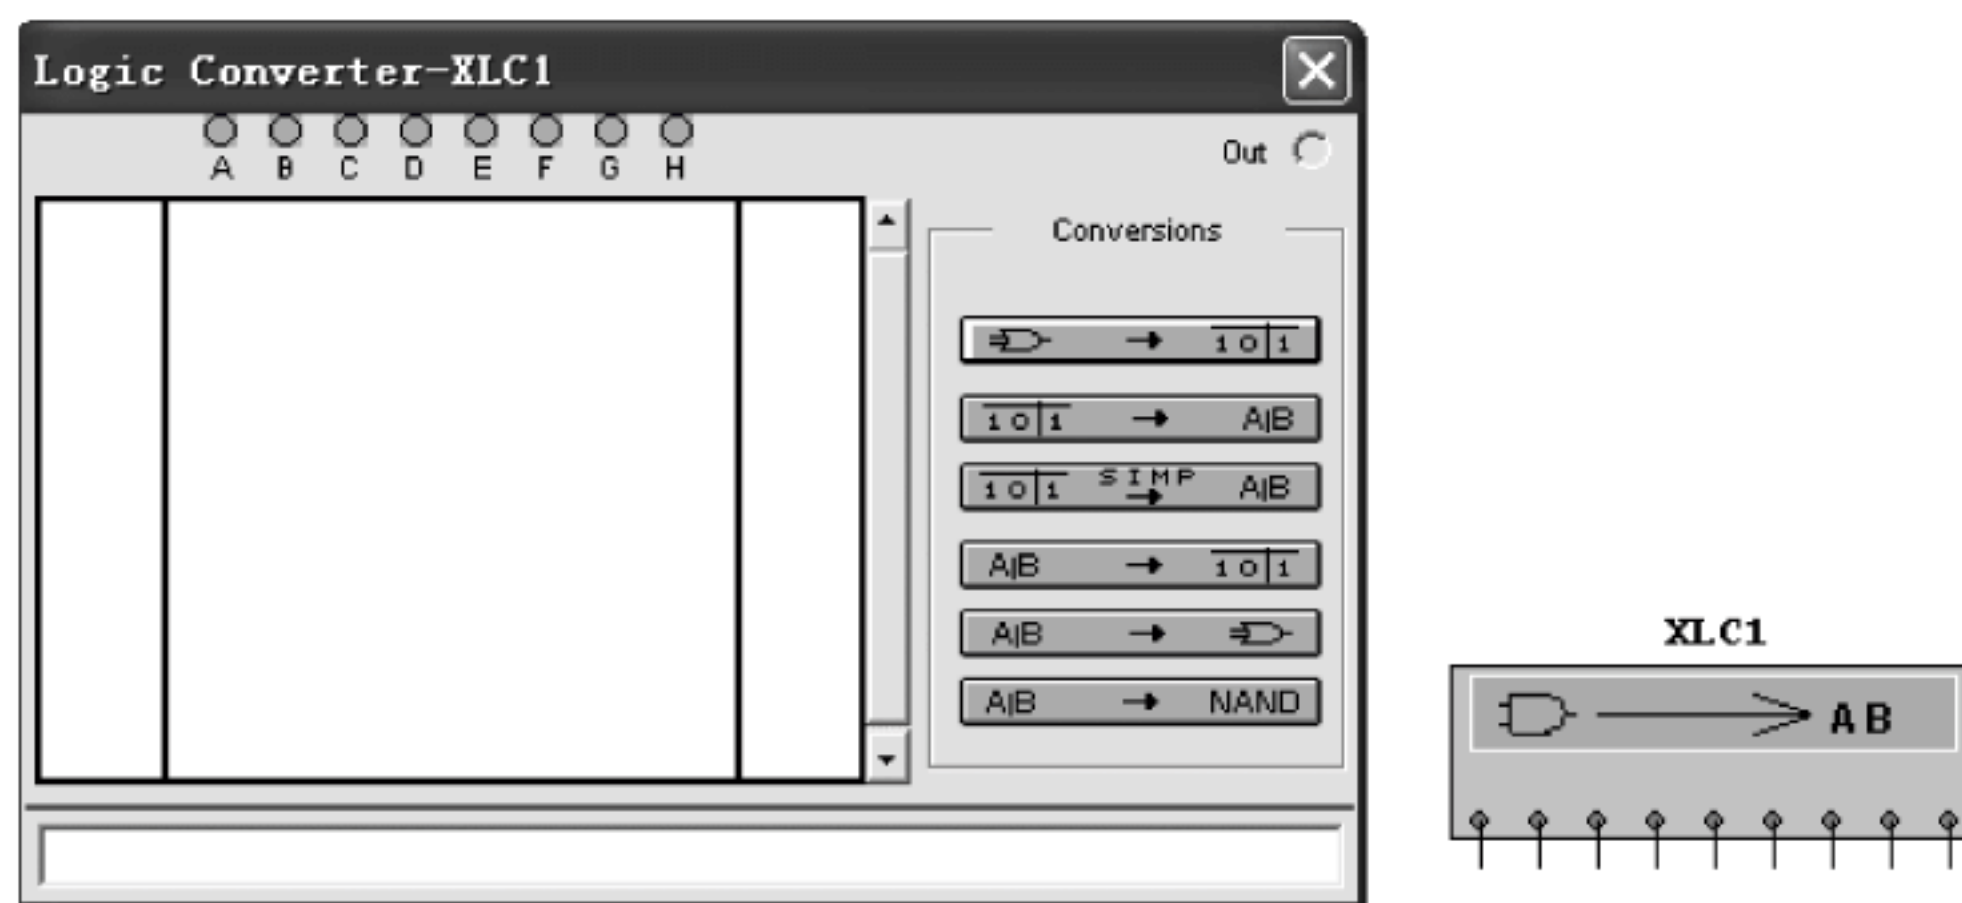 Logic Converter-XLC1
A B C D E F G H
Out
Conversions
→ 1 0 1
1 0 1 → A|B
1 0 1 SIMP → A|B
A|B → 1 0 1
A|B →
A|B → NAND
XLC1
A B